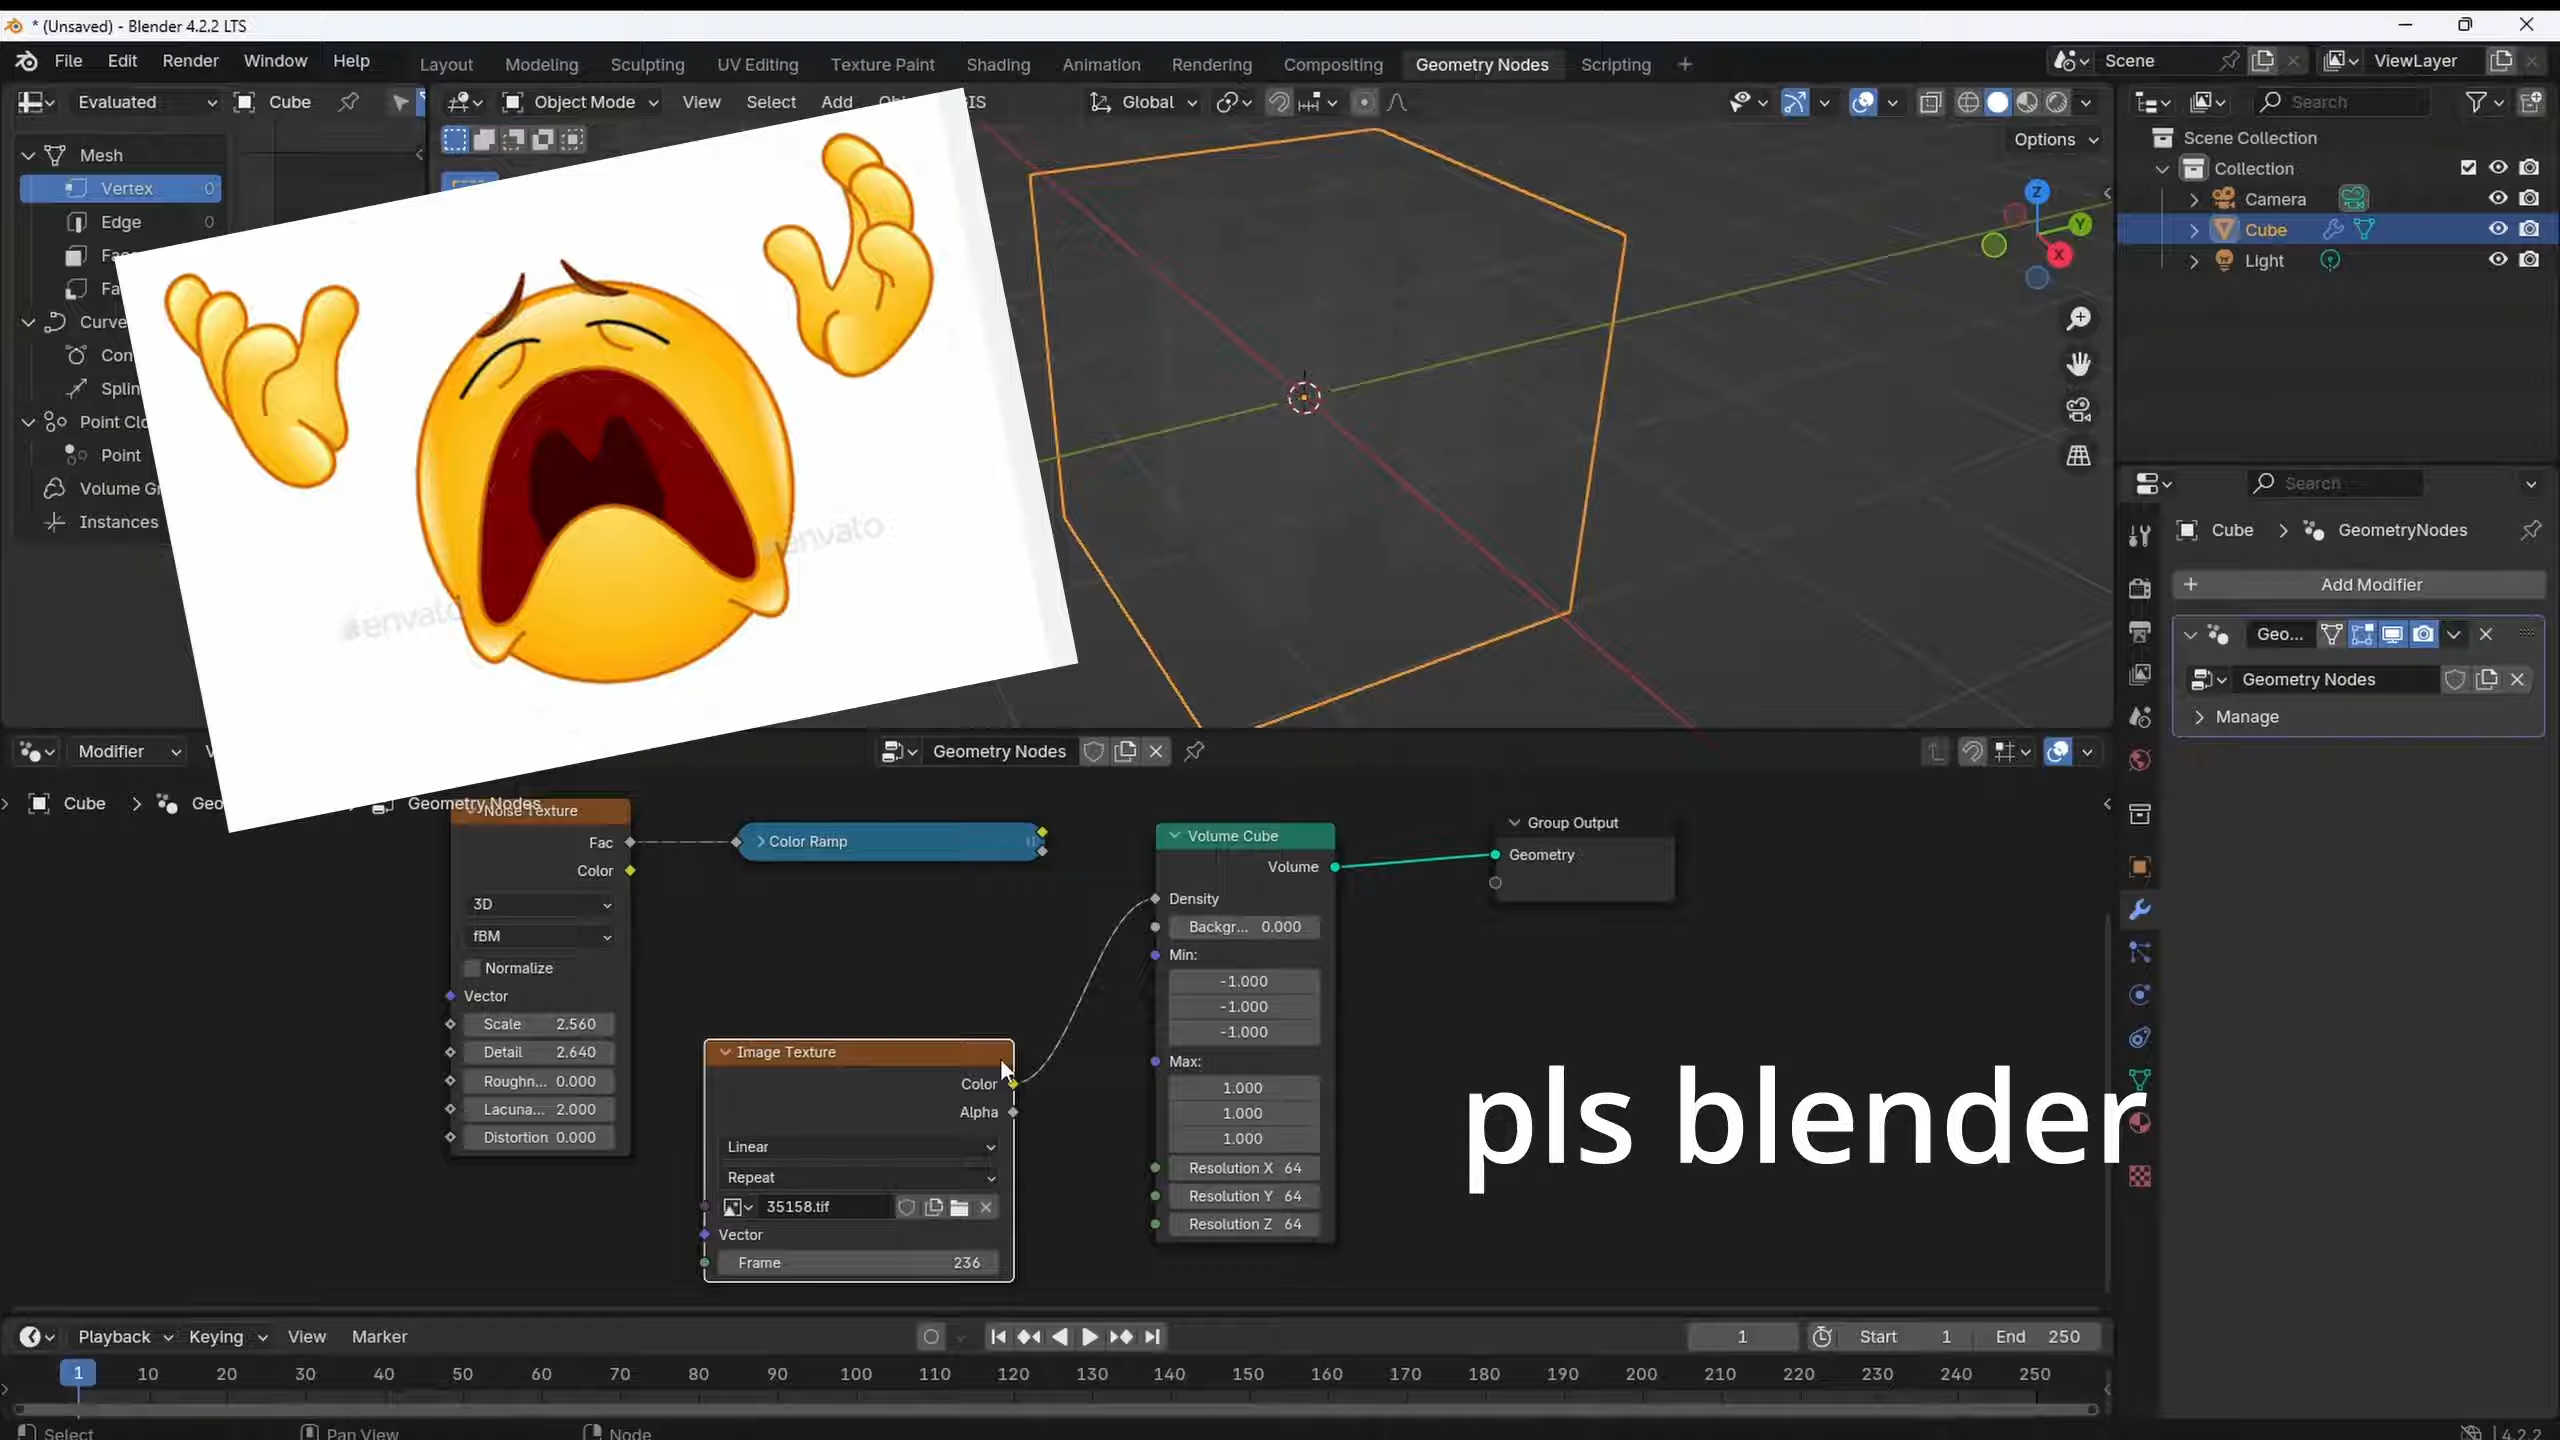 * (Unsaved) - Blender 4.2.2 LTS
File Edit Render Window Help Layout Modeling Sculpting UV Editing Texture Paint Shading Animation Rendering Compositing Geometry Nodes Scripting + Scene ViewLayer
Evaluated Cube Object Mode View Select Add Global Search
Options
Mesh
Vertex 0
Edge 0
Curve
Point
Volume
Instances
envato
envato
Z
Y
X
Scene Collection
Collection
Camera
Cube
Light
Search
Cube > GeometryNodes
+ Add Modifier
Geo...
Geometry Nodes
Manage
Modifier Geometry Nodes
Cube > Geometry Nodes
Noise Texture
Fac
Color
3D
fBM
Normalize
Vector
Scale 2.560
Detail 2.640
Roughn... 0.000
Lacuna... 2.000
Distortion 0.000
Color Ramp
Image Texture
Color
Alpha
Linear
Repeat
35158.tif
Vector
Frame 236
Volume Cube
Volume
Density
Backgr... 0.000
Min:
-1.000
-1.000
-1.000
Max:
1.000
1.000
1.000
Resolution X 64
Resolution Y 64
Resolution Z 64
Group Output
Geometry
pls blender
Playback Keying View Marker 1 Start 1 End 250
1 10 20 30 40 50 60 70 80 90 100 110 120 130 140 150 160 170 180 190 200 210 220 230 240 250
Select Pan View Node 4.2.2